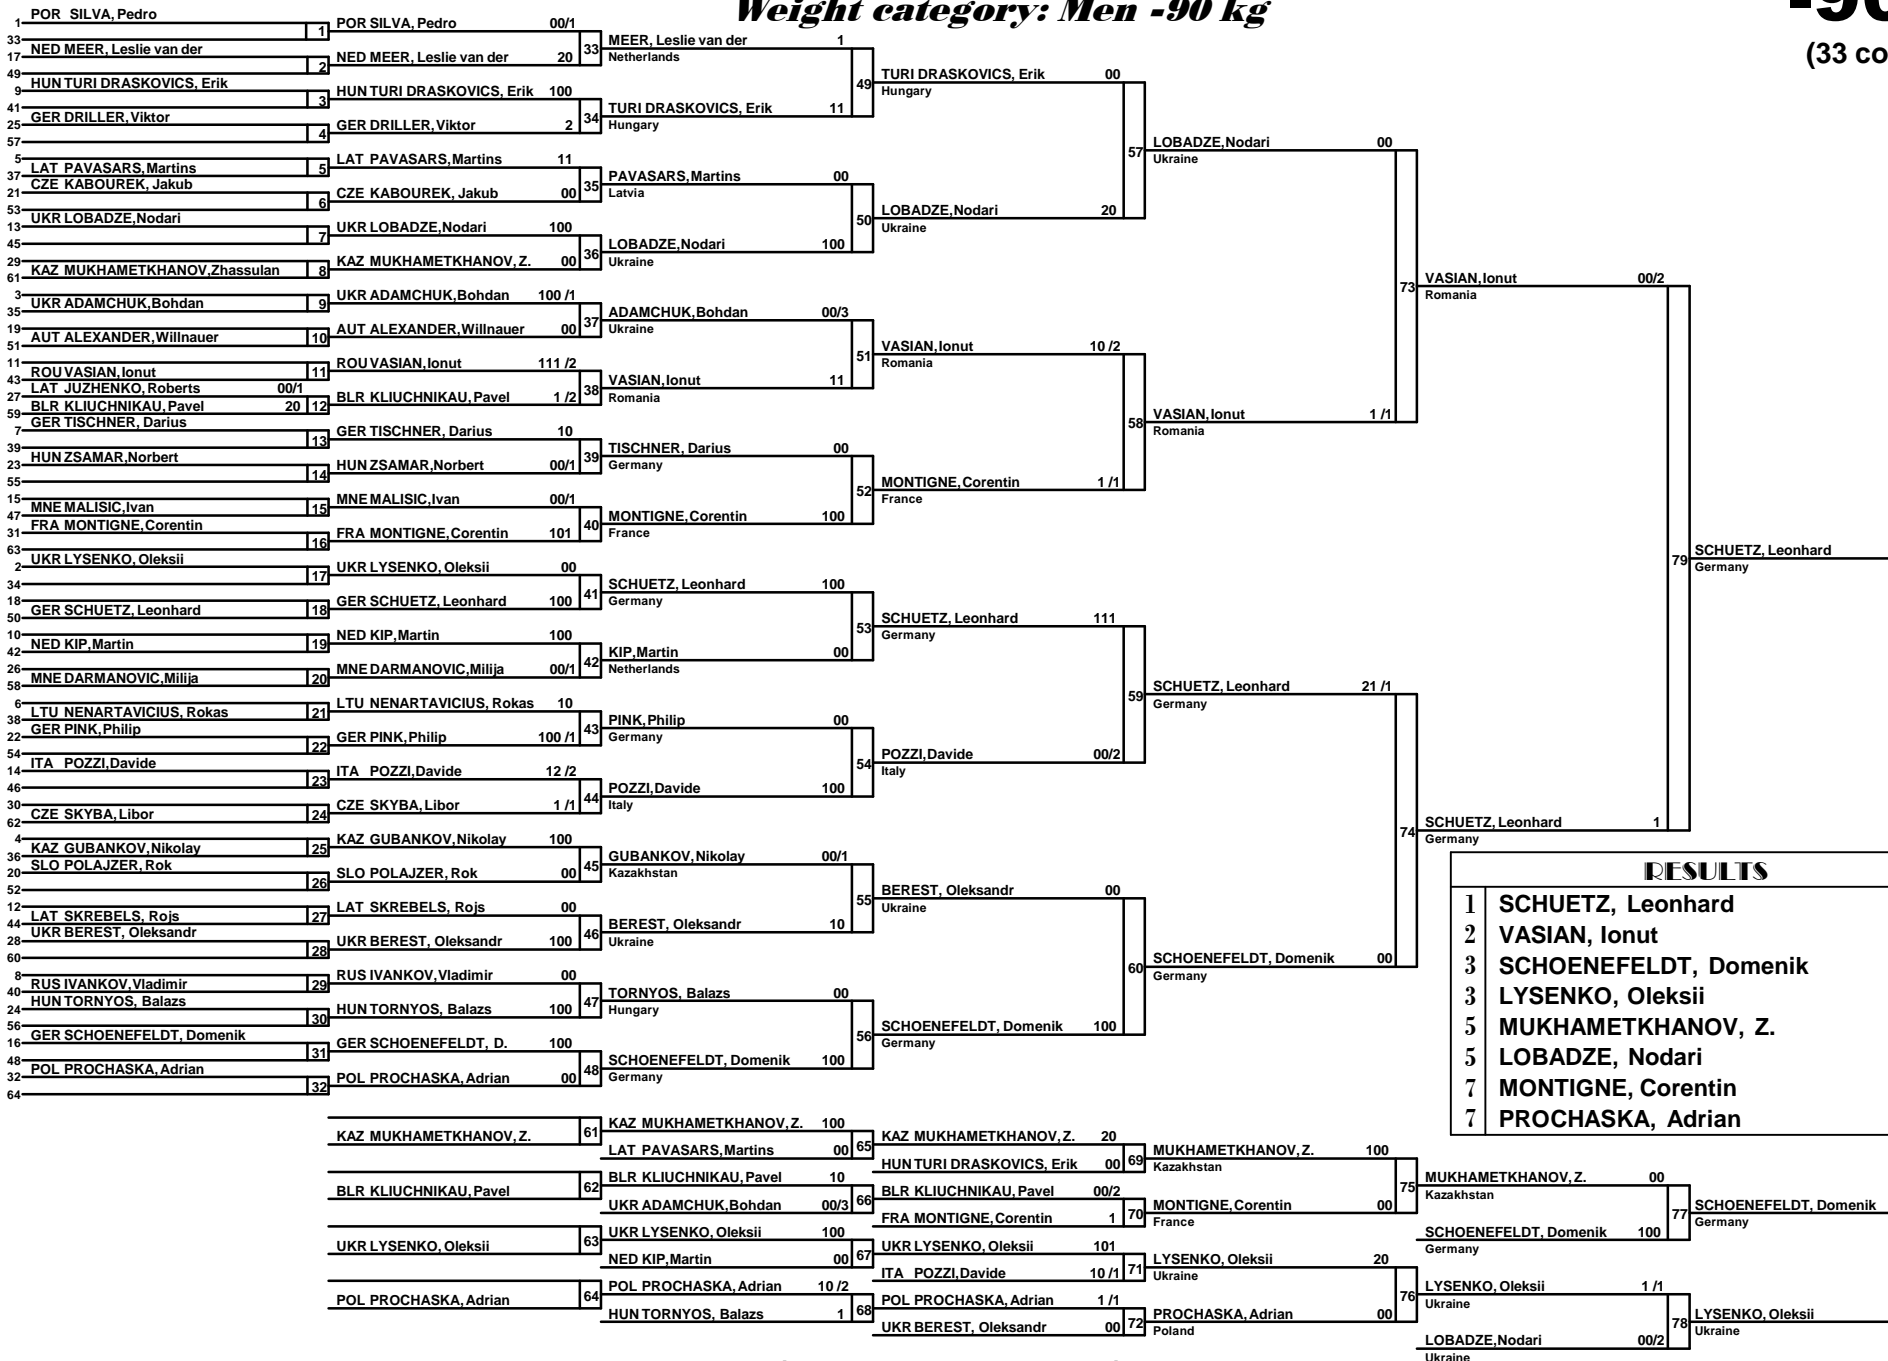 Weight category: Men -90 kg
-90
(33 co
1 POR SILVA, Pedro
33
1
17 NED MEER, Leslie van der
49
2
9 HUN TURI DRASKOVICS, Erik
41
3
25 GER DRILLER, Viktor
57
4
5
37 LAT PAVASARS, Martins
5
21 CZE KABOUREK, Jakub
53
6
13 UKR LOBADZE, Nodari
45
7
29
61 KAZ MUKHAMETKHANOV, Zhassulan
8
3
35 UKR ADAMCHUK, Bohdan
9
19
51 AUT ALEXANDER, Willnauer
10
11
43 ROU VASIAN, Ionut
11
27 LAT JUZHENKO, Roberts 00/1
59 BLR KLIUCHNIKAU, Pavel 20
12
7 GER TISCHNER, Darius
39
13
23 HUN ZSAMAR, Norbert
55
14
15
47 MNE MALISIC, Ivan
15
31 FRA MONTIGNE, Corentin
63
16
2 UKR LYSENKO, Oleksii
34
17
18
50 GER SCHUETZ, Leonhard
18
10
42 NED KIP, Martin
19
26
58 MNE DARMANOVIC, Milija
20
6
38 LTU NENARTAVICIUS, Rokas
21
22 GER PINK, Philip
54
22
14 ITA POZZI, Davide
46
23
30
62 CZE SKYBA, Libor
24
4
36 KAZ GUBANKOV, Nikolay
25
20 SLO POLAJZER, Rok
52
26
12
44 LAT SKREBELS, Rojs
27
28 UKR BEREST, Oleksandr
60
28
8
40 RUS IVANKOV, Vladimir
29
24 HUN TORNYOS, Balazs
56
30
16 GER SCHOENEFELDT, Domenik
48
31
32 POL PROCHASKA, Adrian
64
32
POR SILVA, Pedro 00/1
33
NED MEER, Leslie van der 20
HUN TURI DRASKOVICS, Erik 100
34
GER DRILLER, Viktor 2
LAT PAVASARS, Martins 11
35
CZE KABOUREK, Jakub 00
UKR LOBADZE, Nodari 100
36
KAZ MUKHAMETKHANOV, Z. 00
UKR ADAMCHUK, Bohdan 100 /1
37
AUT ALEXANDER, Willnauer 00
ROU VASIAN, Ionut 111 /2
38
BLR KLIUCHNIKAU, Pavel 1 /2
GER TISCHNER, Darius 10
39
HUN ZSAMAR, Norbert 00/1
MNE MALISIC, Ivan 00/1
40
FRA MONTIGNE, Corentin 101
UKR LYSENKO, Oleksii 00
41
GER SCHUETZ, Leonhard 100
NED KIP, Martin 100
42
MNE DARMANOVIC, Milija 00/1
LTU NENARTAVICIUS, Rokas 10
43
GER PINK, Philip 100 /1
ITA POZZI, Davide 12 /2
44
CZE SKYBA, Libor 1 /1
KAZ GUBANKOV, Nikolay 100
45
SLO POLAJZER, Rok 00
LAT SKREBELS, Rojs 00
46
UKR BEREST, Oleksandr 100
RUS IVANKOV, Vladimir 00
47
HUN TORNYOS, Balazs 100
GER SCHOENEFELDT, D. 100
48
POL PROCHASKA, Adrian 00
MEER, Leslie van der 1
Netherlands
49
TURI DRASKOVICS, Erik 11
Hungary
PAVASARS, Martins 00
Latvia
50
LOBADZE, Nodari 100
Ukraine
ADAMCHUK, Bohdan 00/3
Ukraine
51
VASIAN, Ionut 11
Romania
TISCHNER, Darius 00
Germany
52
MONTIGNE, Corentin 100
France
SCHUETZ, Leonhard 100
Germany
53
KIP, Martin 00
Netherlands
PINK, Philip 00
Germany
54
POZZI, Davide 100
Italy
GUBANKOV, Nikolay 00/1
Kazakhstan
55
BEREST, Oleksandr 10
Ukraine
TORNYOS, Balazs 00
Hungary
56
SCHOENEFELDT, Domenik 100
Germany
TURI DRASKOVICS, Erik 00
Hungary
57
LOBADZE, Nodari 20
Ukraine
VASIAN, Ionut 10 /2
Romania
58
MONTIGNE, Corentin 1 /1
France
SCHUETZ, Leonhard 111
Germany
59
POZZI, Davide 00/2
Italy
BEREST, Oleksandr 00
Ukraine
60
SCHOENEFELDT, Domenik 100
Germany
LOBADZE, Nodari 00
Ukraine
73
VASIAN, Ionut 1 /1
Romania
SCHUETZ, Leonhard 21 /1
Germany
74
SCHOENEFELDT, Domenik 00
Germany
VASIAN, Ionut 00/2
Romania
79
SCHUETZ, Leonhard 1
Germany
SCHUETZ, Leonhard
Germany
RESULTS
1 SCHUETZ, Leonhard
2 VASIAN, Ionut
3 SCHOENEFELDT, Domenik
3 LYSENKO, Oleksii
5 MUKHAMETKHANOV, Z.
5 LOBADZE, Nodari
7 MONTIGNE, Corentin
7 PROCHASKA, Adrian
KAZ MUKHAMETKHANOV, Z.
61
BLR KLIUCHNIKAU, Pavel
62
UKR LYSENKO, Oleksii
63
POL PROCHASKA, Adrian
64
KAZ MUKHAMETKHANOV, Z. 100
65
LAT PAVASARS, Martins 00
BLR KLIUCHNIKAU, Pavel 10
66
UKR ADAMCHUK, Bohdan 00/3
UKR LYSENKO, Oleksii 100
67
NED KIP, Martin 00
POL PROCHASKA, Adrian 10 /2
68
HUN TORNYOS, Balazs 1
KAZ MUKHAMETKHANOV, Z. 20
69
HUN TURI DRASKOVICS, Erik 00
BLR KLIUCHNIKAU, Pavel 00/2
70
FRA MONTIGNE, Corentin 1
UKR LYSENKO, Oleksii 101
71
ITA POZZI, Davide 10 /1
POL PROCHASKA, Adrian 1 /1
72
UKR BEREST, Oleksandr 00
MUKHAMETKHANOV, Z. 100
Kazakhstan
75
MONTIGNE, Corentin 00
France
LYSENKO, Oleksii 20
Ukraine
76
PROCHASKA, Adrian 00
Poland
MUKHAMETKHANOV, Z. 00
Kazakhstan
77
SCHOENEFELDT, Domenik 100
Germany
LYSENKO, Oleksii 1 /1
Ukraine
78
LOBADZE, Nodari 00/2
Ukraine
SCHOENEFELDT, Domenik
Germany
LYSENKO, Oleksii
Ukraine